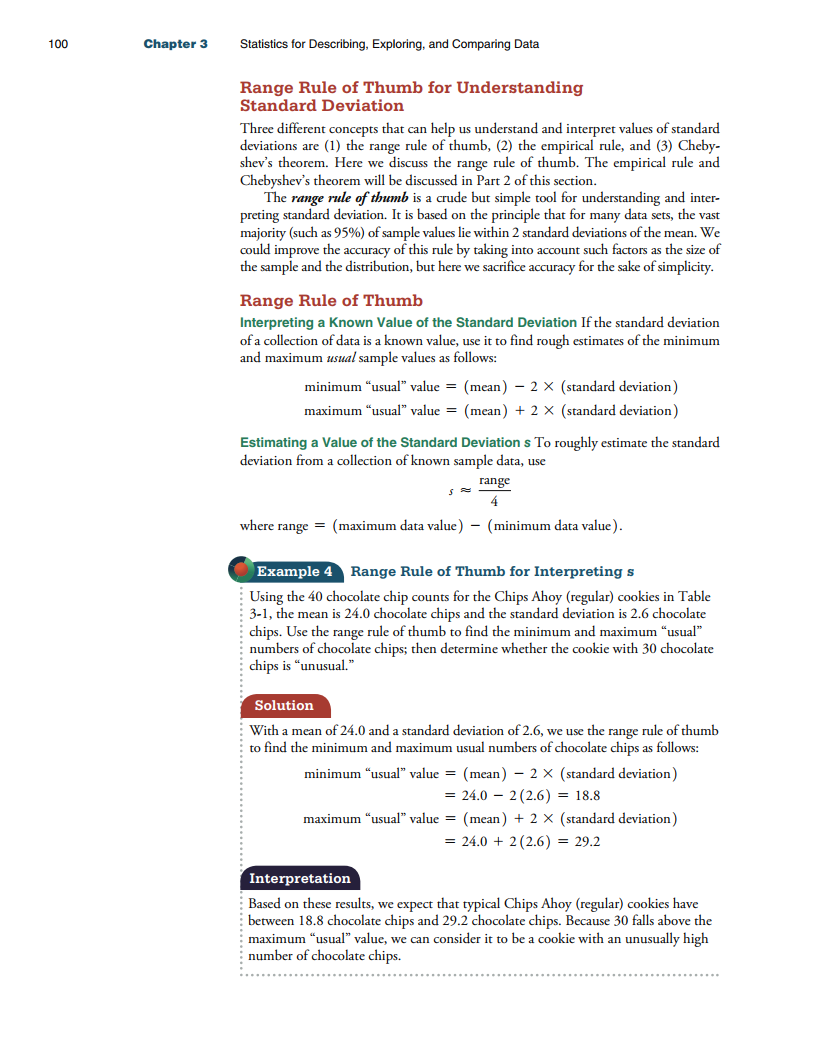 100 Chapter 3 Statistics for Describing, Exploring, and Comparing Data
Range Rule of Thumb for Understanding
Standard Deviation
Three different concepts that can help us understand and interpret values of standard
deviations are (1) the range rule of thumb, (2) the empirical rule, and (3) Cheby-
shev’s theorem. Here we discuss the range rule of thumb. The empirical rule and
Chebyshev’s theorem will be discussed in Part 2 of this section.
The range rule of thumb is a crude but simple tool for understanding and inter-
preting standard deviation. It is based on the principle that for many data sets, the vast
majority (such as 95%) of sample values lie within 2 standard deviations of the mean. We
could improve the accuracy of this rule by taking into account such factors as the size of
the sample and the distribution, but here we sacrifice accuracy for the sake of simplicity.
Range Rule of Thumb
Interpreting a Known Value of the Standard Deviation If the standard deviation
of a collection of data is a known value, use it to find rough estimates of the minimum
and maximum usual sample values as follows:
minimum “usual” value = (mean) − 2 × (standard deviation)
maximum “usual” value = (mean) + 2 × (standard deviation)
Estimating a Value of the Standard Deviation s To roughly estimate the standard
deviation from a collection of known sample data, use
s ≈ range
4
where range = (maximum data value) − (minimum data value).
Example 4 Range Rule of Thumb for Interpreting s
Using the 40 chocolate chip counts for the Chips Ahoy (regular) cookies in Table
3-1, the mean is 24.0 chocolate chips and the standard deviation is 2.6 chocolate
chips. Use the range rule of thumb to find the minimum and maximum “usual”
numbers of chocolate chips; then determine whether the cookie with 30 chocolate
chips is “unusual.”
Solution
With a mean of 24.0 and a standard deviation of 2.6, we use the range rule of thumb
to find the minimum and maximum usual numbers of chocolate chips as follows:
minimum “usual” value = (mean) − 2 × (standard deviation)
= 24.0 − 2(2.6) = 18.8
maximum “usual” value = (mean) + 2 × (standard deviation)
= 24.0 + 2(2.6) = 29.2
Interpretation
Based on these results, we expect that typical Chips Ahoy (regular) cookies have
between 18.8 chocolate chips and 29.2 chocolate chips. Because 30 falls above the
maximum “usual” value, we can consider it to be a cookie with an unusually high
number of chocolate chips.